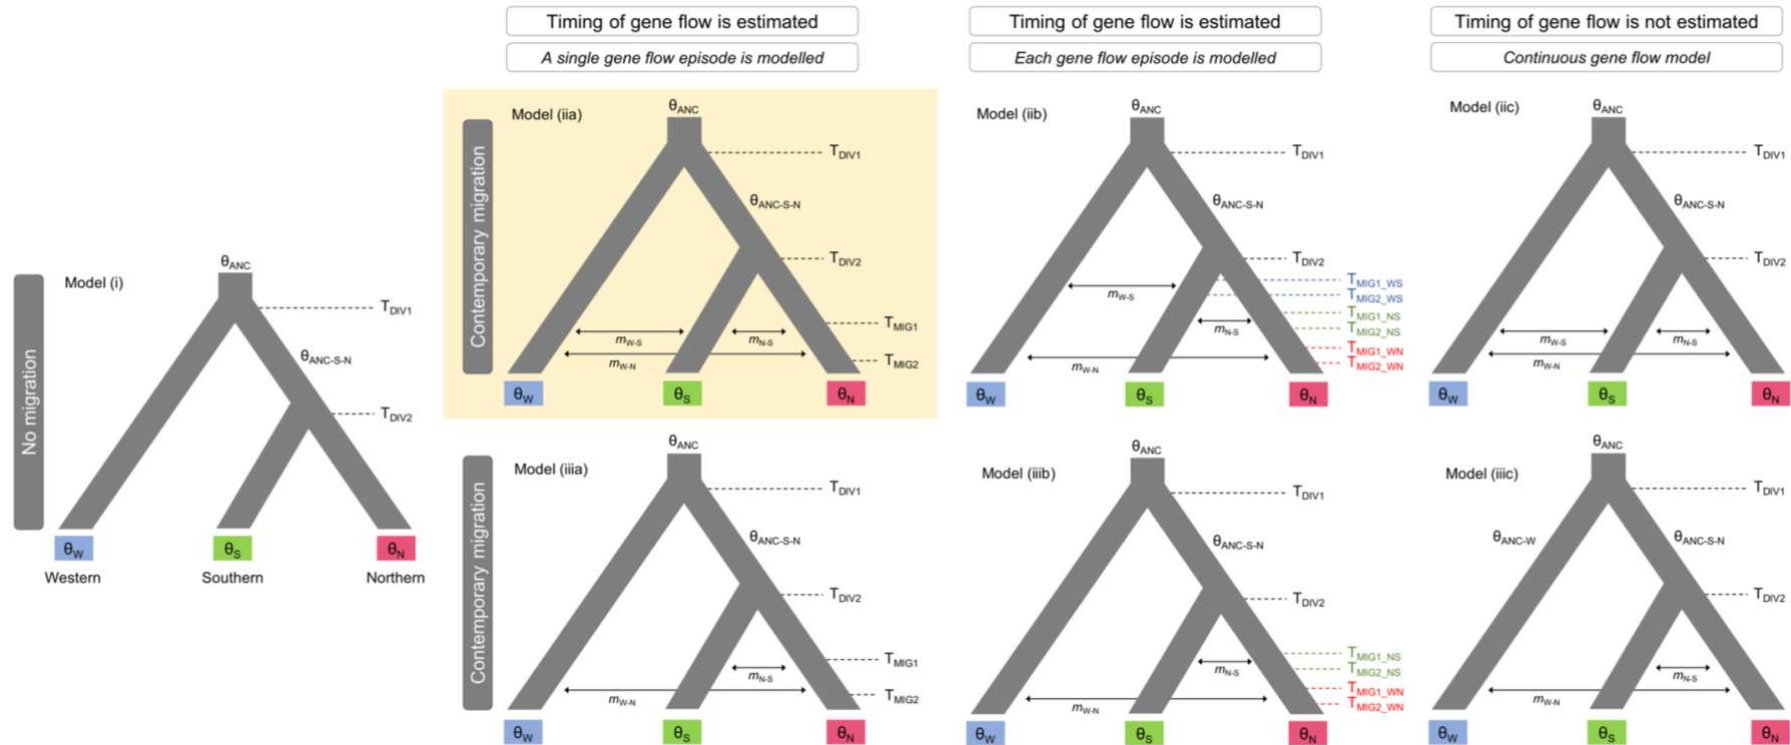 Timing of gene flow is estimated
A single gene flow episode is modelled
Timing of gene flow is estimated
Each gene flow episode is modelled
Timing of gene flow is not estimated
Continuous gene flow model
No migration
Model (i)
θANC
TDIV1
θANC-S-N
TDIV2
θW
θS
θN
Western
Southern
Northern
Contemporary migration
Model (iia)
θANC
TDIV1
θANC-S-N
TDIV2
TMIG1
mW-S
mN-S
mW-N
TMIG2
θW
θS
θN
Model (iib)
θANC
TDIV1
θANC-S-N
TDIV2
TMIG1_WS
mW-S
TMIG2_WS
TMIG1_NS
mN-S
TMIG2_NS
TMIG1_WN
mW-N
TMIG2_WN
θW
θS
θN
Model (iic)
θANC
TDIV1
θANC-S-N
TDIV2
mW-S
mN-S
mW-N
θW
θS
θN
Contemporary migration
Model (iiia)
θANC
TDIV1
θANC-S-N
TDIV2
TMIG1
mN-S
mW-N
TMIG2
θW
θS
θN
Model (iiib)
θANC
TDIV1
θANC-S-N
TDIV2
TMIG1_NS
mN-S
TMIG2_NS
TMIG1_WN
mW-N
TMIG2_WN
θW
θS
θN
Model (iiic)
θANC
TDIV1
θANC-W
θANC-S-N
TDIV2
mN-S
mW-N
θW
θS
θN